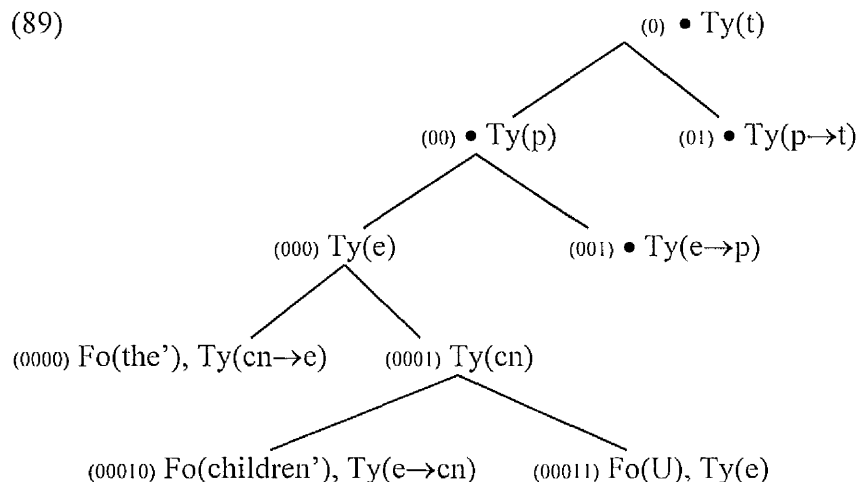 (89)
(0) • Ty(t)
(00) • Ty(p) (01) • Ty(p→t)
(000) Ty(e) (001) • Ty(e→p)
(0000) Fo(the’), Ty(cn→e) (0001) Ty(cn)
(00010) Fo(children’), Ty(e→cn) (00011) Fo(U), Ty(e)